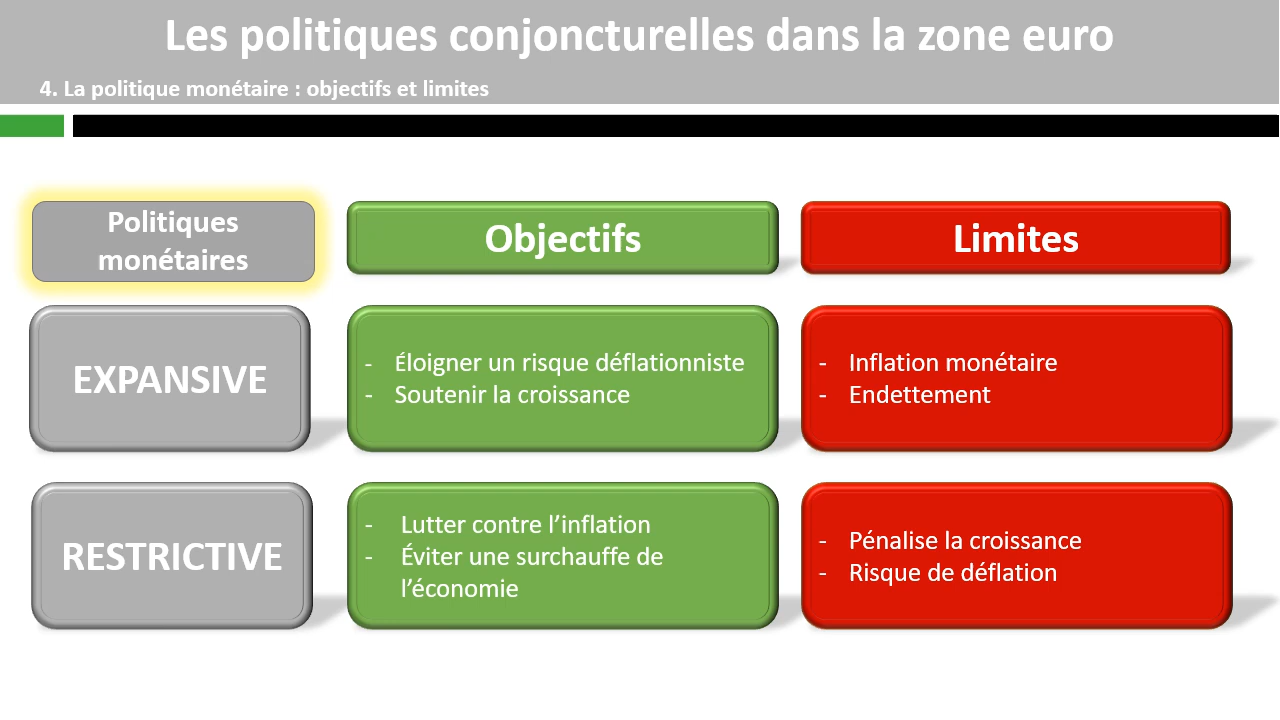 Les politiques conjoncturelles dans la zone euro
4. La politique monétaire : objectifs et limites
Politiques
monétaires
Objectifs
Limites
EXPANSIVE
- Éloigner un risque déflationniste
- Soutenir la croissance
- Inflation monétaire
- Endettement
RESTRICTIVE
- Lutter contre l’inflation
- Éviter une surchauffe de
l’économie
- Pénalise la croissance
- Risque de déflation